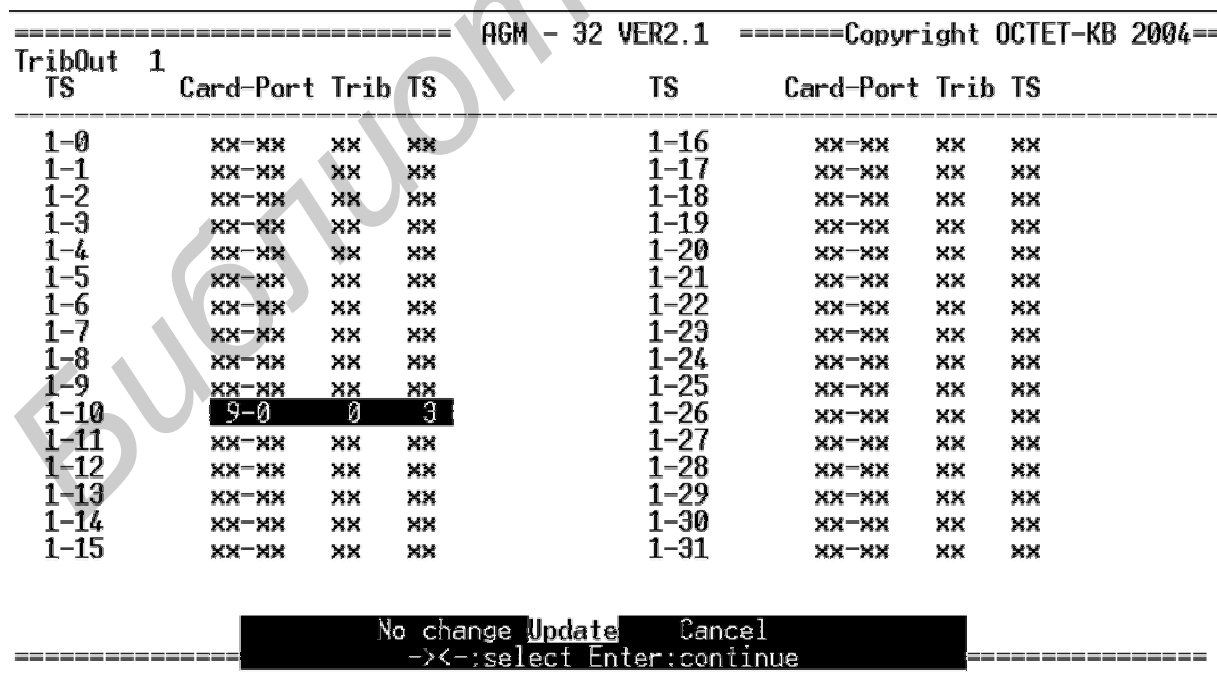 ============================== AGM - 32 VER2.1 =======Copyright OCTET-KB 2004==
TribOut 1
TS Card-Port Trib TS TS Card-Port Trib TS
1-0 xx-xx xx xx 1-16 xx-xx xx xx
1-1 xx-xx xx xx 1-17 xx-xx xx xx
1-2 xx-xx xx xx 1-18 xx-xx xx xx
1-3 xx-xx xx xx 1-19 xx-xx xx xx
1-4 xx-xx xx xx 1-20 xx-xx xx xx
1-5 xx-xx xx xx 1-21 xx-xx xx xx
1-6 xx-xx xx xx 1-22 xx-xx xx xx
1-7 xx-xx xx xx 1-23 xx-xx xx xx
1-8 xx-xx xx xx 1-24 xx-xx xx xx
1-9 xx-xx xx xx 1-25 xx-xx xx xx
1-10 9-0 0 3 1-26 xx-xx xx xx
1-11 xx-xx xx xx 1-27 xx-xx xx xx
1-12 xx-xx xx xx 1-28 xx-xx xx xx
1-13 xx-xx xx xx 1-29 xx-xx xx xx
1-14 xx-xx xx xx 1-30 xx-xx xx xx
1-15 xx-xx xx xx 1-31 xx-xx xx xx
No change Update Cancel
-><-:select Enter:continue